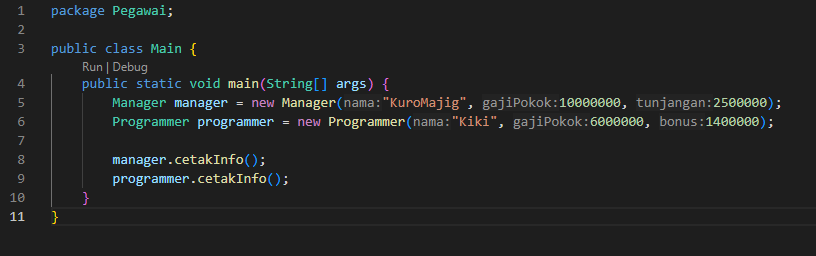 1 package Pegawai;
2
3 public class Main {
Run | Debug
4 public static void main(String[] args) {
5 Manager manager = new Manager(nama:"KuroMajig", gajiPokok:10000000, tunjangan:2500000);
6 Programmer programmer = new Programmer(nama:"Kiki", gajiPokok:6000000, bonus:1400000);
7
8 manager.cetakInfo();
9 programmer.cetakInfo();
10 }
11 }